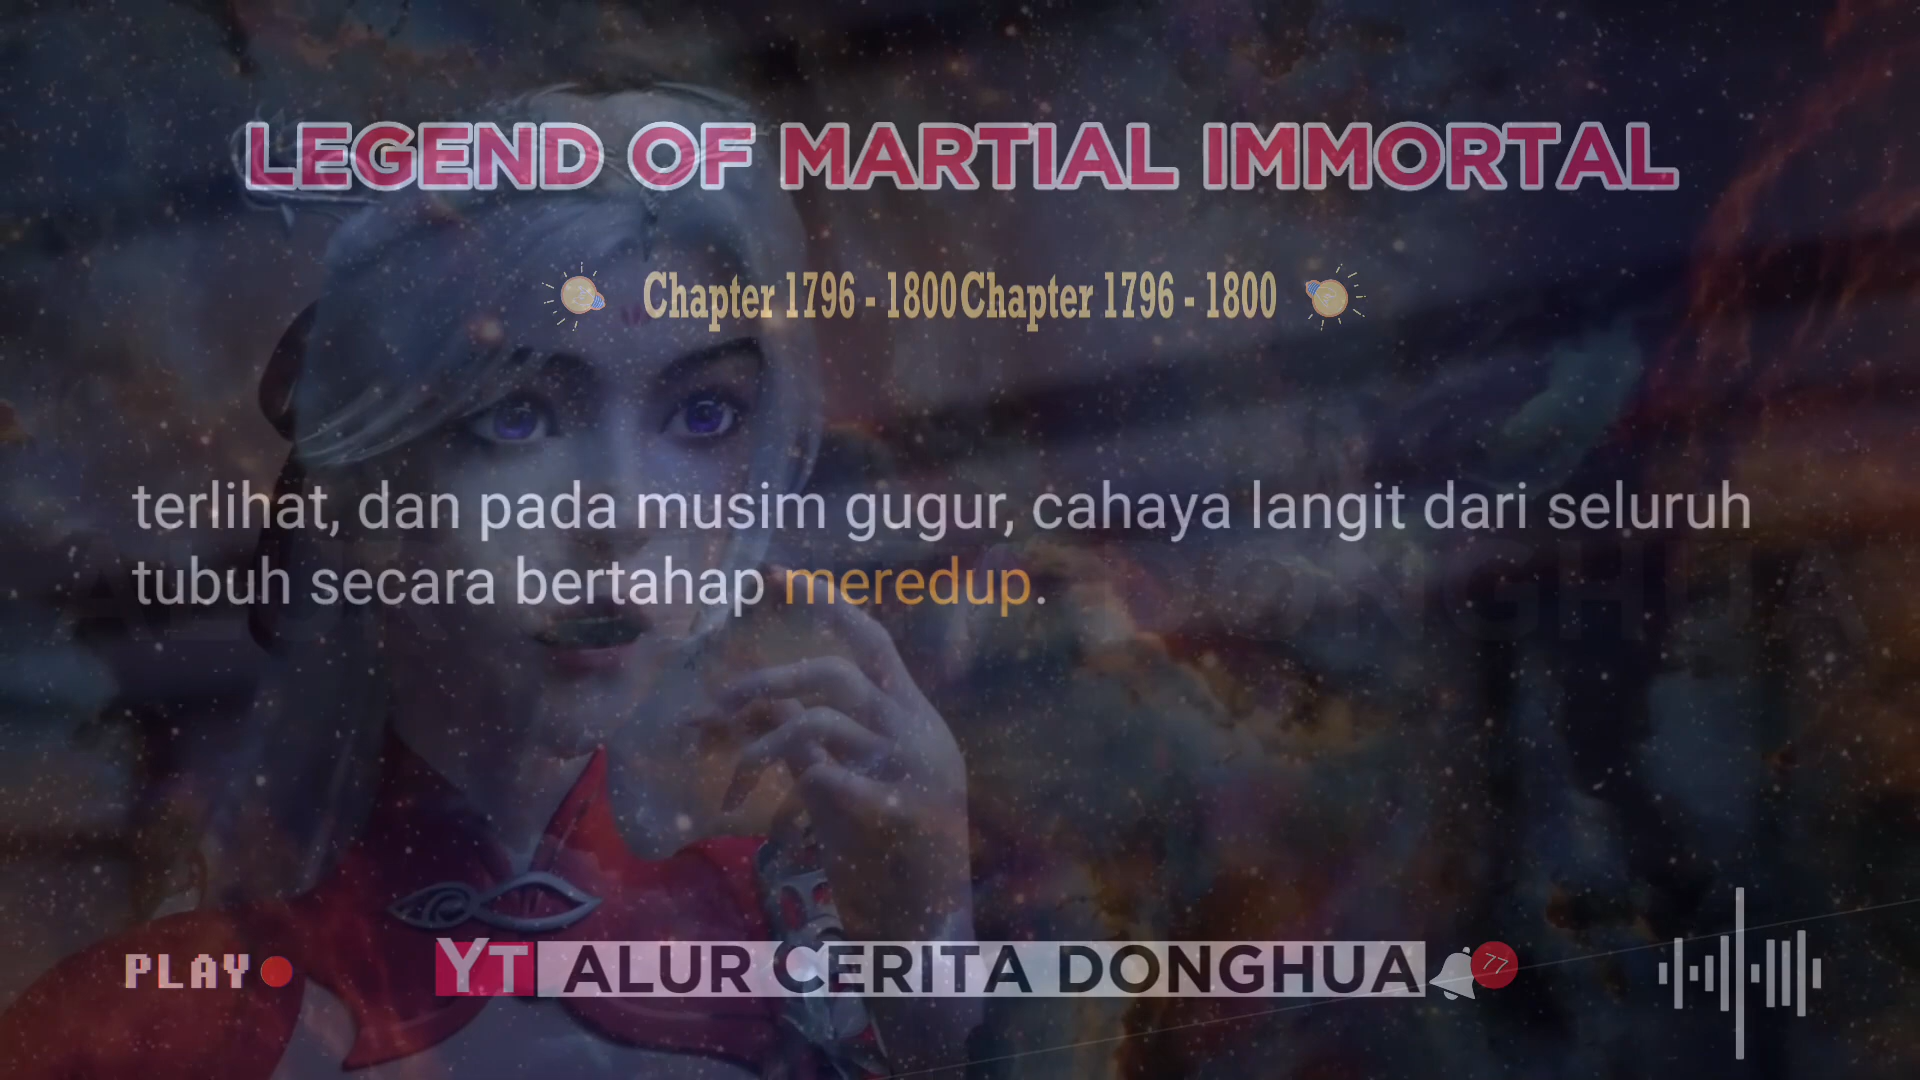 LEGEND OF MARTIAL IMMORTAL
Chapter 1796 - 1800Chapter 1796 - 1800
terlihat, dan pada musim gugur, cahaya langit dari seluruh
tubuh secara bertahap meredup.
PLAY
YT ALUR CERITA DONGHUA
77